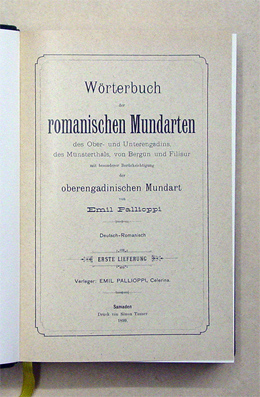 Wörterbuch
der
romanischen Mundarten
des Ober- und Unterengadins,
des Münsterthals, von Bergün und Filisur
mit besonderer Berücksichtigung
der
oberengadinischen Mundart
von
Emil Pallioppi
Deutsch-Romanisch
ERSTE LIEFERUNG
Verleger: EMIL PALLIOPPI, Celerina
Samaden
Druck von Simon Tanner